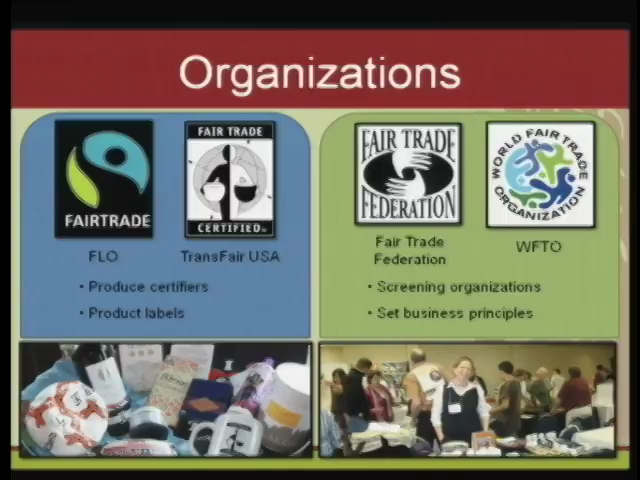 Organizations
FAIRTRADE
FLO
FAIR TRADE
CERTIFIED
TransFair USA
• Produce certifiers
• Product labels
FAIR TRADE
FEDERATION
Fair Trade
Federation
WORLD FAIR TRADE
ORGANIZATION
WFTO
• Screening organizations
• Set business principles